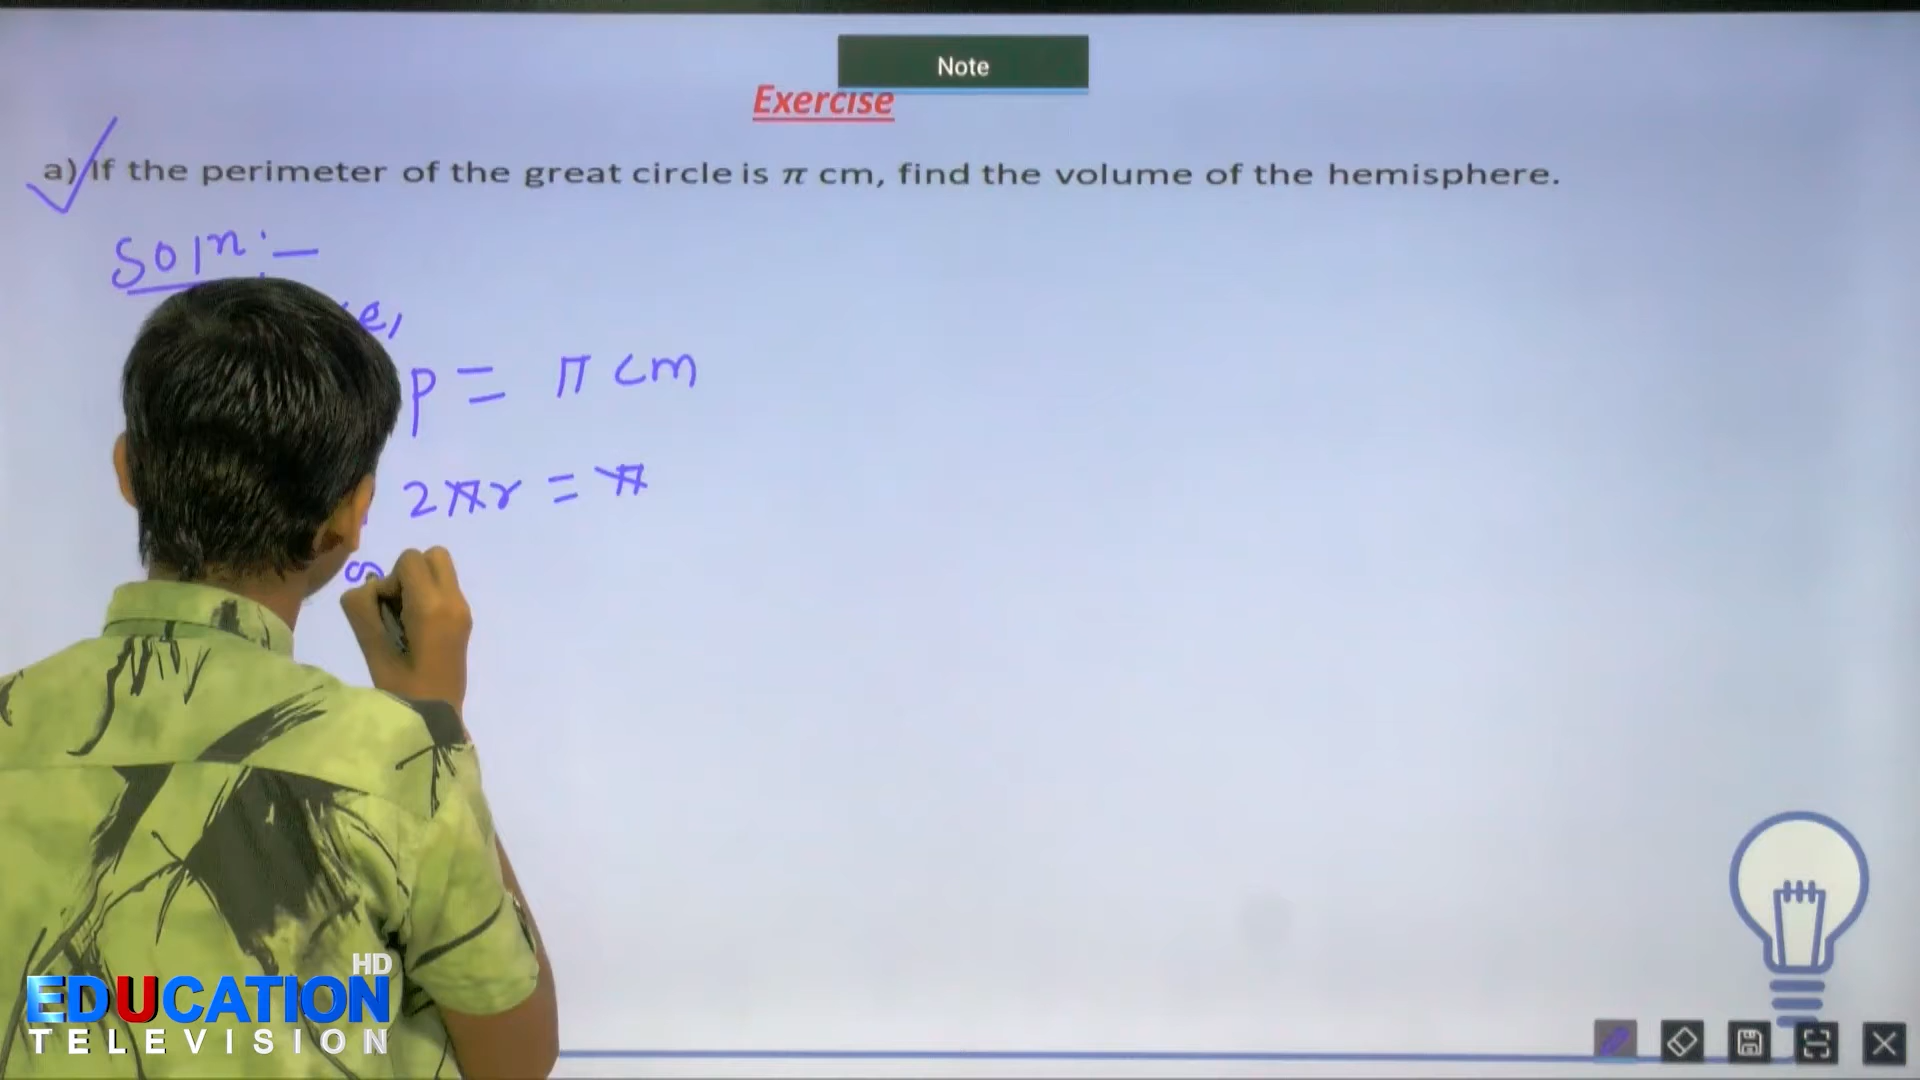 Note
Exercise
a) If the perimeter of the great circle is π cm, find the volume of the hemisphere.
Soln:-
e,
P = π cm
2πr = π
HD
EDUCATION
TELEVISION